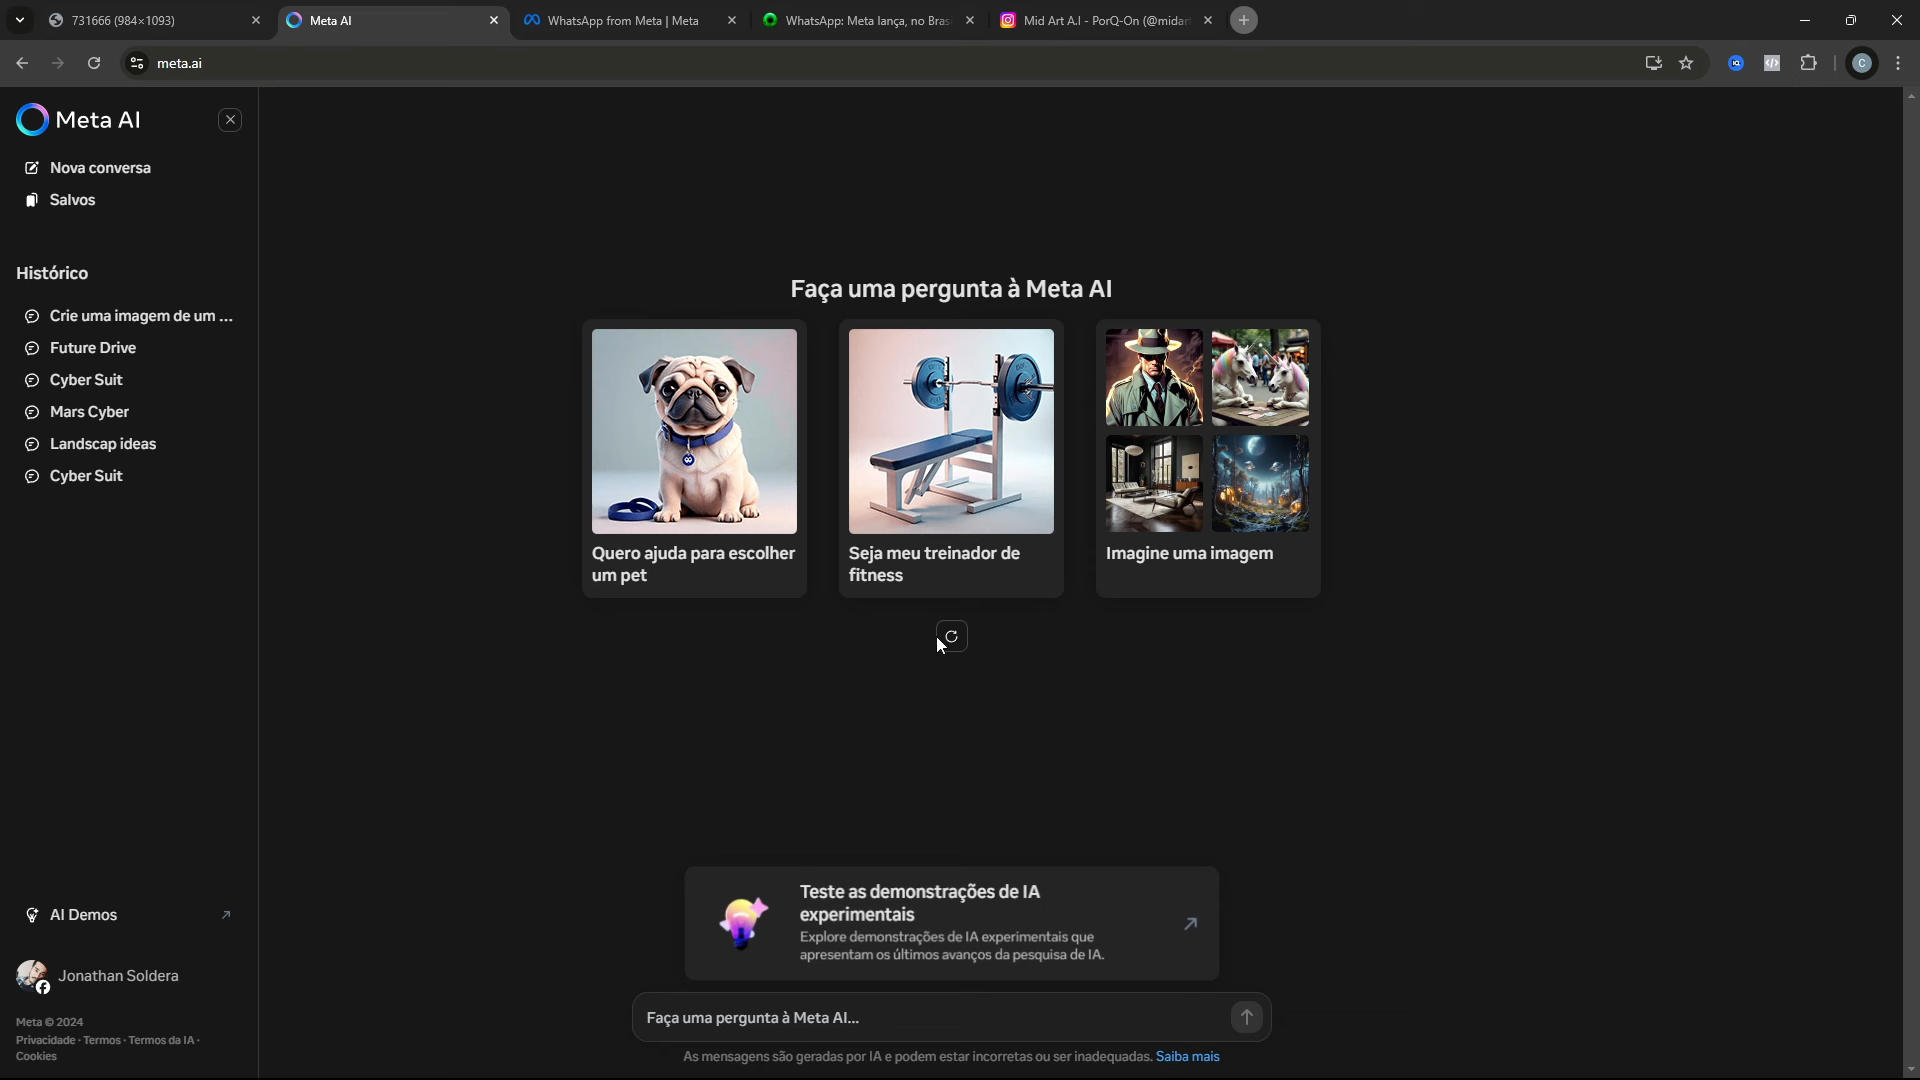 731666 (984×1093)
Meta AI
WhatsApp from Meta | Meta
WhatsApp: Meta lança, no Bras
Mid Art A.I - PorQ-On (@midar
meta.ai
C
Meta AI
Nova conversa
Salvos
Histórico
Crie uma imagem de um ...
Future Drive
Cyber Suit
Mars Cyber
Landscap ideas
Cyber Suit
AI Demos
Jonathan Soldera
Meta © 2024
Privacidade · Termos · Termos da IA ·
Cookies
Faça uma pergunta à Meta AI
Quero ajuda para escolher
um pet
Seja meu treinador de
fitness
Imagine uma imagem
Teste as demonstrações de IA
experimentais
Explore demonstrações de IA experimentais que
apresentam os últimos avanços da pesquisa de IA.
Faça uma pergunta à Meta AI...
As mensagens são geradas por IA e podem estar incorretas ou ser inadequadas. Saiba mais